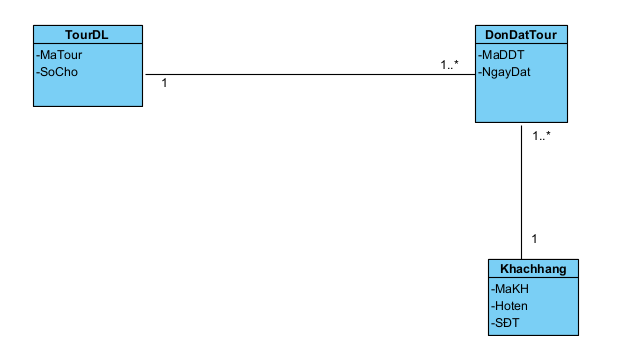 TourDL
-MaTour
-SoCho
1
1..*
DonDatTour
-MaDDT
-NgayDat
1..*
1
Khachhang
-MaKH
-Hoten
-SĐT